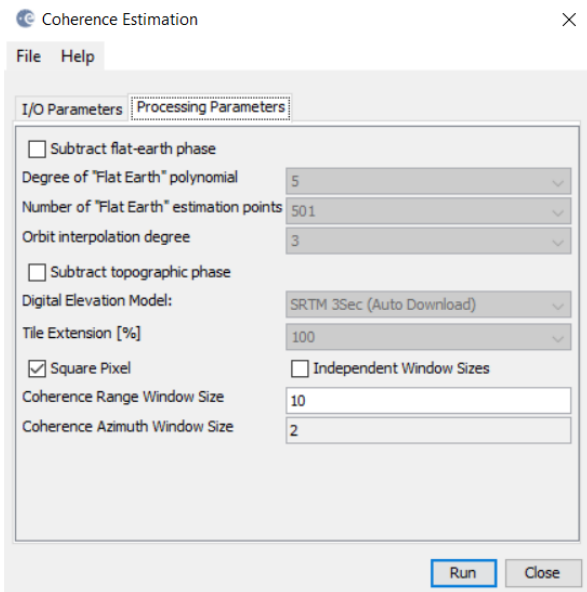 Coherence Estimation
File Help
I/O Parameters Processing Parameters
Subtract flat-earth phase
Degree of "Flat Earth" polynomial 5
Number of "Flat Earth" estimation points 501
Orbit interpolation degree 3
Subtract topographic phase
Digital Elevation Model: SRTM 3Sec (Auto Download)
Tile Extension [%] 100
Square Pixel Independent Window Sizes
Coherence Range Window Size 10
Coherence Azimuth Window Size 2
Run Close